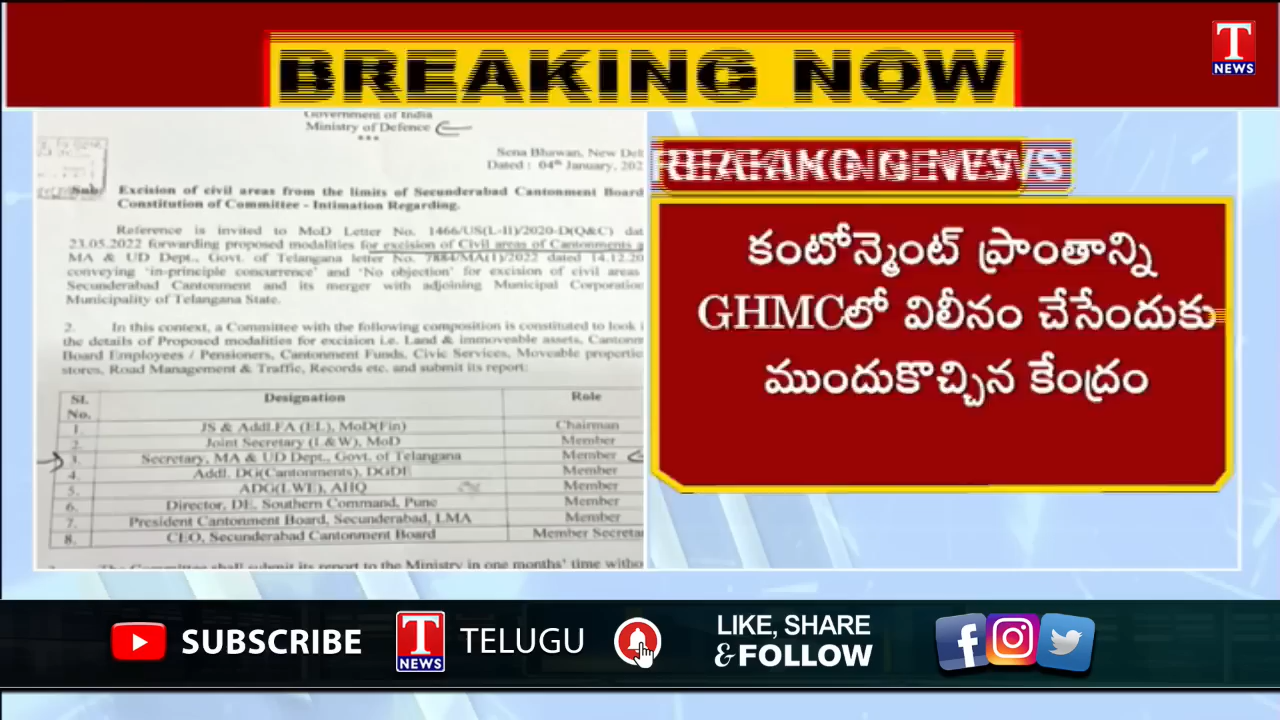 BREAKING NOW
T
NEWS
Government of India
Ministry of Defence
***
Sena Bhawan, New Del
Dated : 04th January, 202
Sub: Excision of civil areas from the limits of Secunderabad Cantonment Board
Constitution of Committee - Intimation Regarding.
Reference is invited to MoD Letter No. 1466/US(L-II)/2020-D(Q&C) dat
23.05.2022 forwarding proposed modalities for excision of Civil areas of Cantonments a
MA & UD Dept., Govt. of Telangana letter No. 7884/MA(1)/2022 dated 14.12.20
conveying 'in-principle concurrence' and 'No objection' for excision of civil areas
Secunderabad Cantonment and its merger with adjoining Municipal Corporation
Municipality of Telangana State.
2. In this context, a Committee with the following composition is constituted to look i
the details of Proposed modalities for excision i.e. Land & immoveable assets, Cantonm
Board Employees / Pensioners, Cantonment Funds, Civic Services, Moveable propertie
stores, Road Management & Traffic, Records etc. and submit its report:
Sl. No. Designation Role
1. JS & Addl.FA (EL), MoD(Fin) Chairman
2. Joint Secretary (L&W), MoD Member
3. Secretary, MA & UD Dept., Govt. of Telangana Member
4. Addl. DG(Cantonments), DGDE Member
5. ADG(LWE), AHQ Member
6. Director, DE, Southern Command, Pune Member
7. President Cantonment Board, Secunderabad, LMA Member
8. CEO, Secunderabad Cantonment Board Member Secretar
The Committee shall submit its report to the Ministry in one months' time witho
కంటోన్మెంట్ ప్రాంతాన్ని
GHMCలో విలీనం చేసేందుకు
ముందుకొచ్చిన కేంద్రం
SUBSCRIBE
T
NEWS
TELUGU
LIKE, SHARE
& FOLLOW